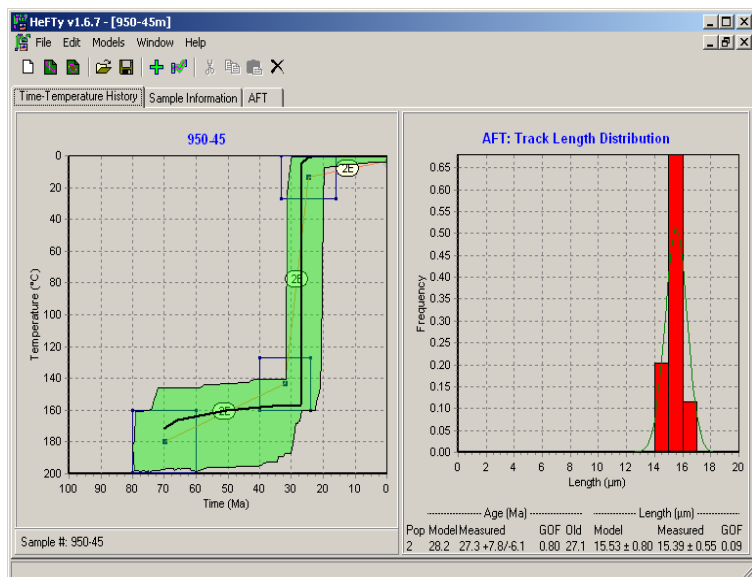 HeFTy v1.6.7 - [950-45m]
File Edit Models Window Help
Time-Temperature History Sample Information AFT
950-45
0
20
40
60
80
100
120
140
160
180
200
Temperature (°C)
2E
2E
2E
100 90 80 70 60 50 40 30 20 10 0
Time (Ma)
Sample #: 950-45
AFT: Track Length Distribution
0.65
0.60
0.55
0.50
0.45
0.40
0.35
0.30
0.25
0.20
0.15
0.10
0.05
0.00
Frequency
0 2 4 6 8 10 12 14 16 18 20
Length (µm)
Age (Ma) Length (µm)
Pop Model Measured GOF Old Model Measured GOF
2 28.2 27.3 +7.8/-6.1 0.80 27.1 15.53 ± 0.80 15.39 ± 0.55 0.09